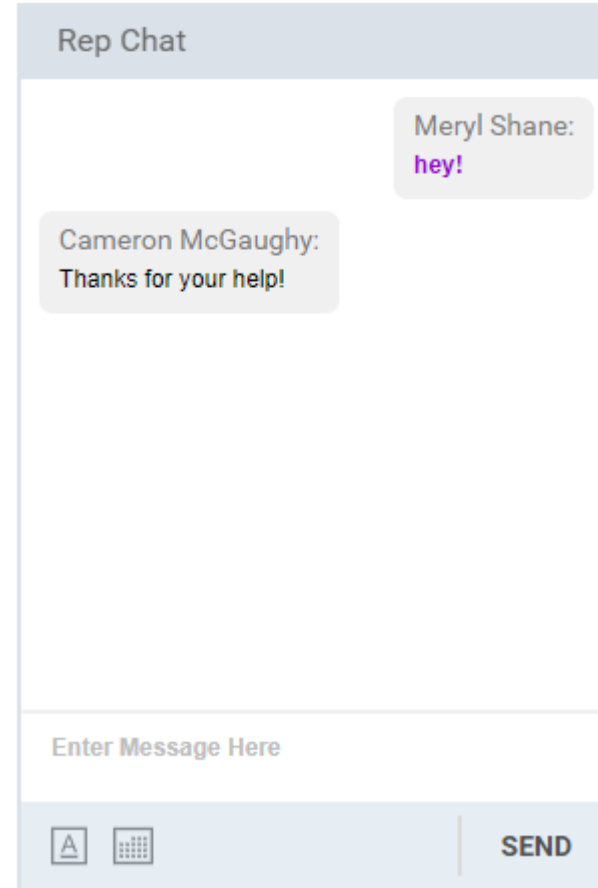 Rep Chat
Meryl Shane:
hey!
Cameron McGaughy:
Thanks for your help!
Enter Message Here
A
SEND